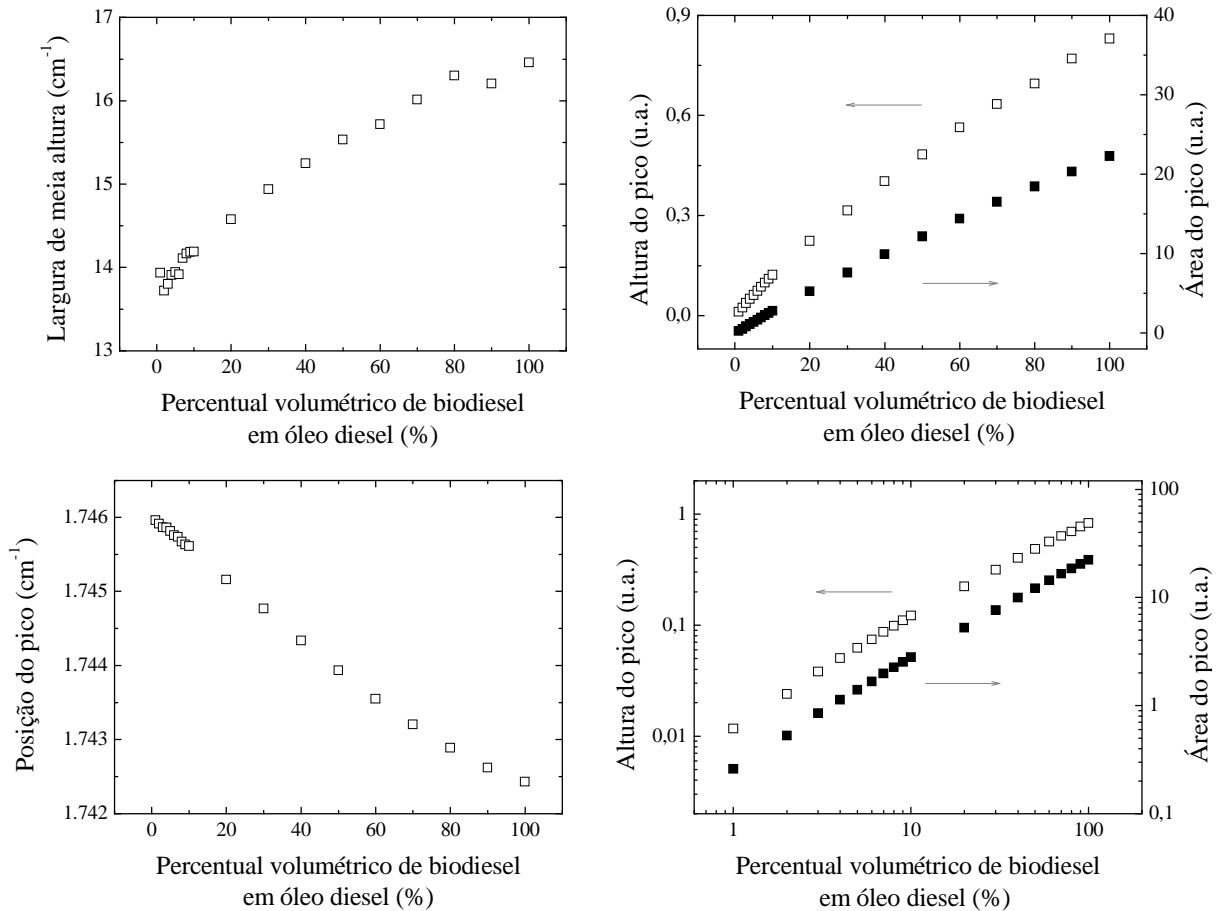 Largura de meia altura (cm-1)
17
16
15
14
13
0 20 40 60 80 100
Percentual volumétrico de biodiesel
em óleo diesel (%)
Altura do pico (u.a.)
0,9
0,6
0,3
0,0
0 20 40 60 80 100
40
30
20
10
0
Área do pico (u.a.)
Percentual volumétrico de biodiesel
em óleo diesel (%)
Posição do pico (cm-1)
1.746
1.745
1.744
1.743
1.742
0 20 40 60 80 100
Percentual volumétrico de biodiesel
em óleo diesel (%)
Altura do pico (u.a.)
1
0,1
0,01
1 10 100
100
10
1
0,1
Área do pico (u.a.)
Percentual volumétrico de biodiesel
em óleo diesel (%)